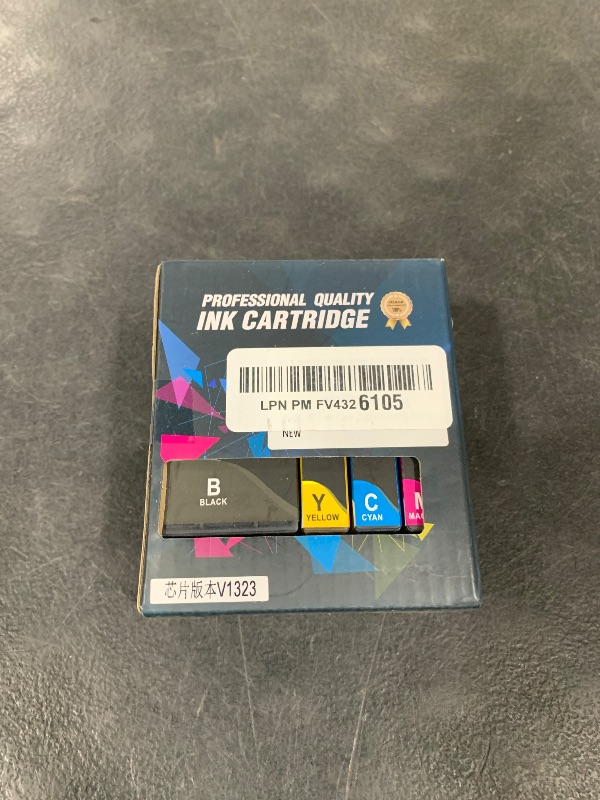 PROFESSIONAL QUALITY
INK CARTRIDGE
LPN PM FV432 6105
NEW
B
BLACK
Y
YELLOW
C
CYAN
芯片版本V1323